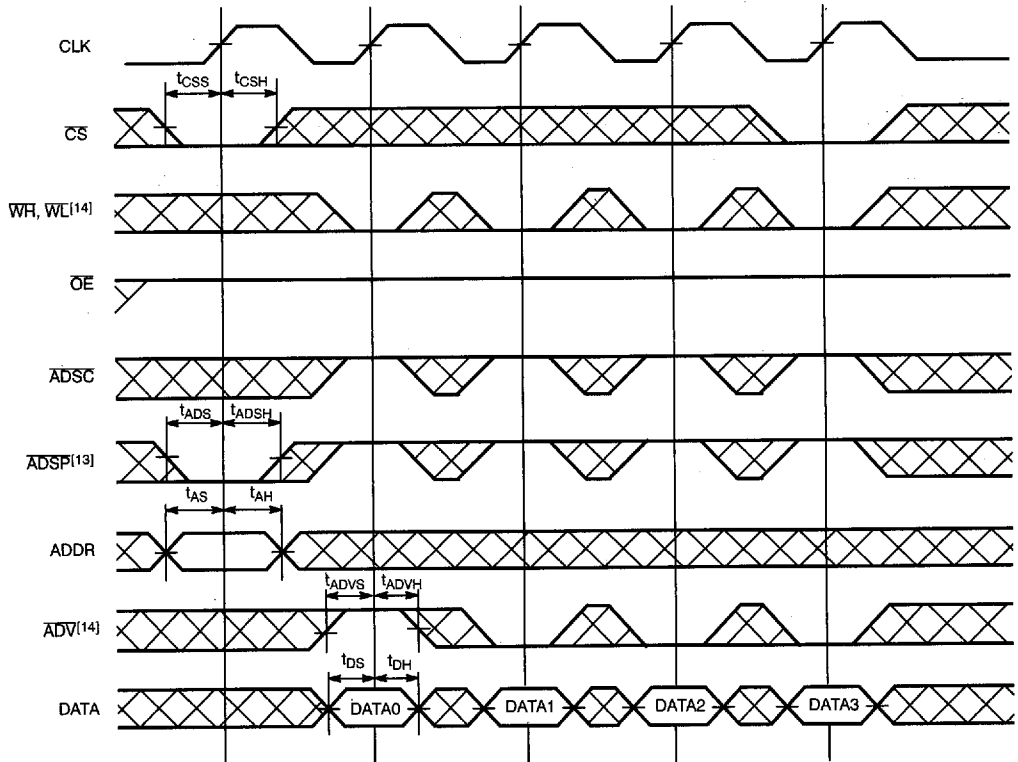 CLK
tCSS tCSH
CS
WH, WL[14]
OE
ADSC
tADS tADSH
ADSP[13]
tAS tAH
ADDR
tADVS tADVH
ADV[14]
tDS tDH
DATA DATA0 DATA1 DATA2 DATA3